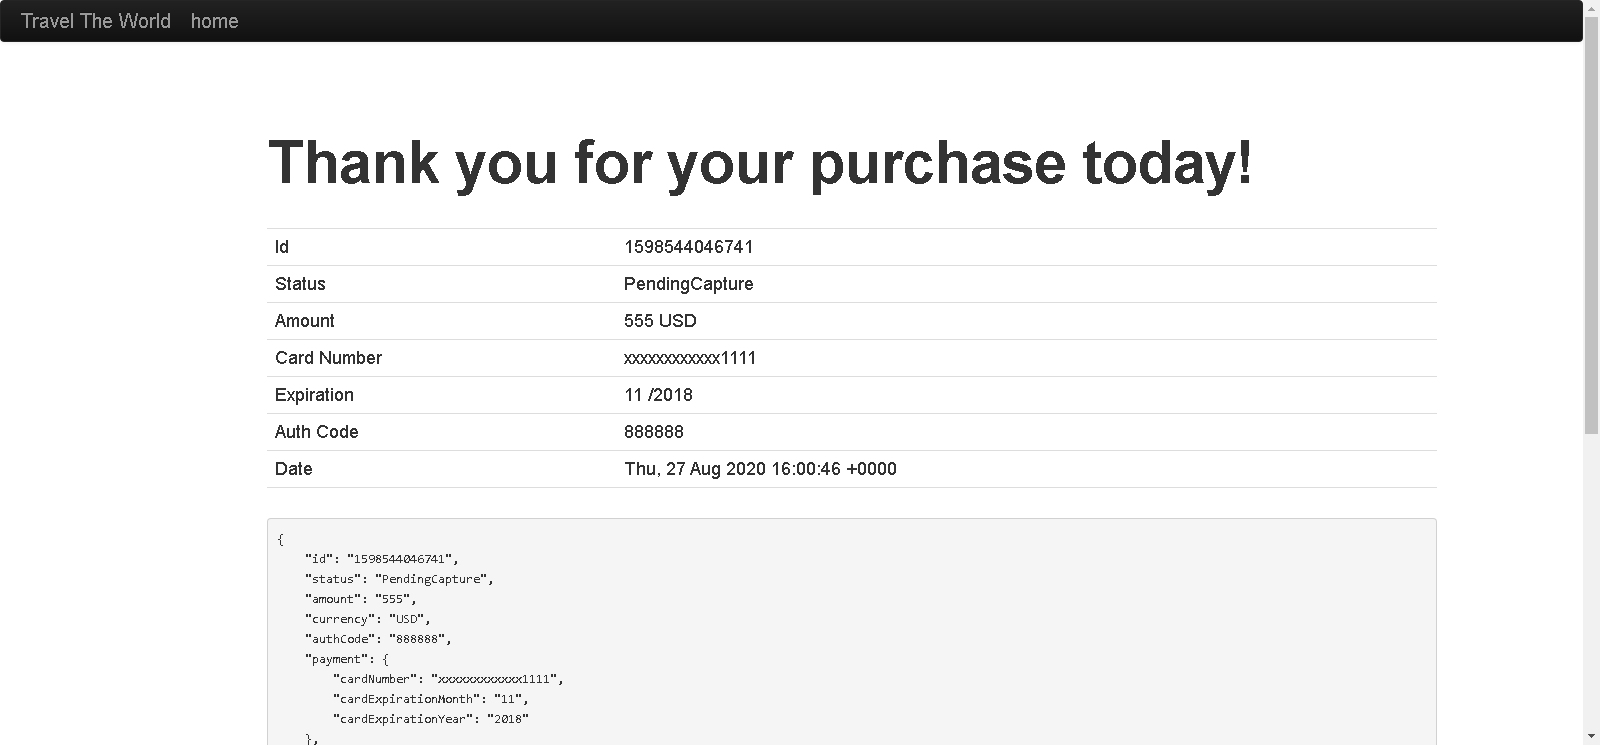 Travel The World home
Thank you for your purchase today!
Id 1598544046741
Status PendingCapture
Amount 555 USD
Card Number xxxxxxxxxxxx1111
Expiration 11 /2018
Auth Code 888888
Date Thu, 27 Aug 2020 16:00:46 +0000
{
    "id": "1598544046741",
    "status": "PendingCapture",
    "amount": "555",
    "currency": "USD",
    "authCode": "888888",
    "payment": {
        "cardNumber": "xxxxxxxxxxxx1111",
        "cardExpirationMonth": "11",
        "cardExpirationYear": "2018"
    },